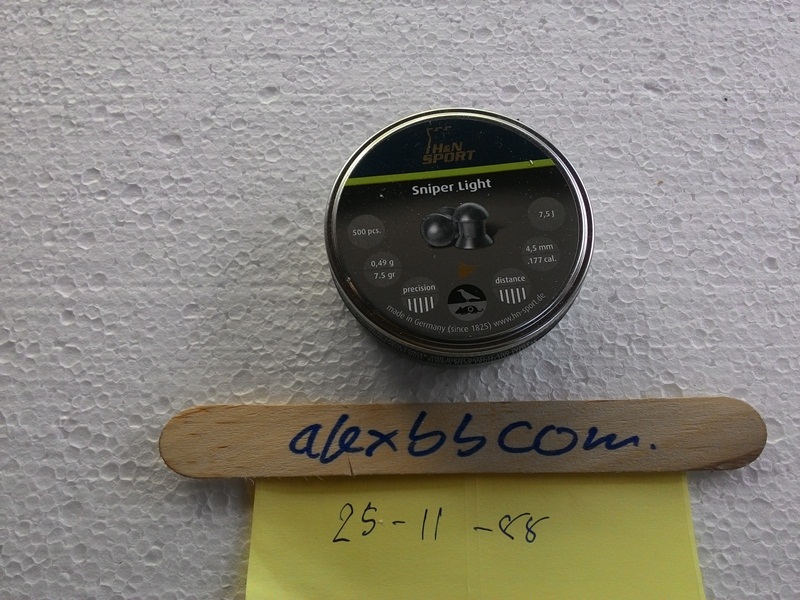 H&N
SPORT
Sniper Light
500 pcs.
7,5 J
0,49 g
7.5 gr
4,5 mm
.177 cal.
precision
distance
made in Germany (since 1825) www.hn-sport.de
alexbbcom.
25-11-88